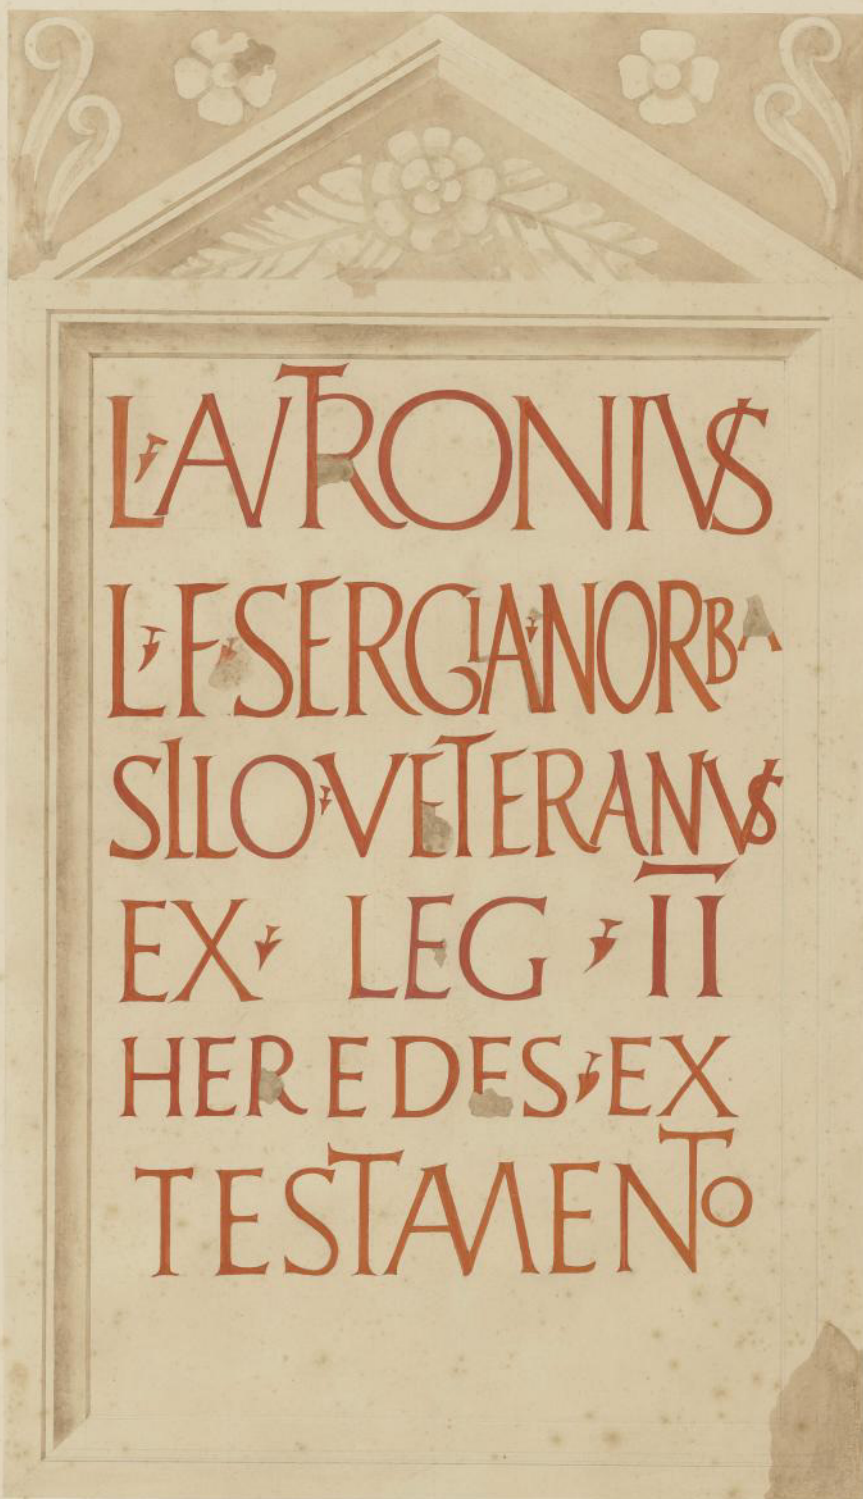 L·AVTRONIVS
L·F·SERGIA·NORBA
SILO·VETERANVS
EX· LEG · II
HEREDES·EX
TESTAMENTO